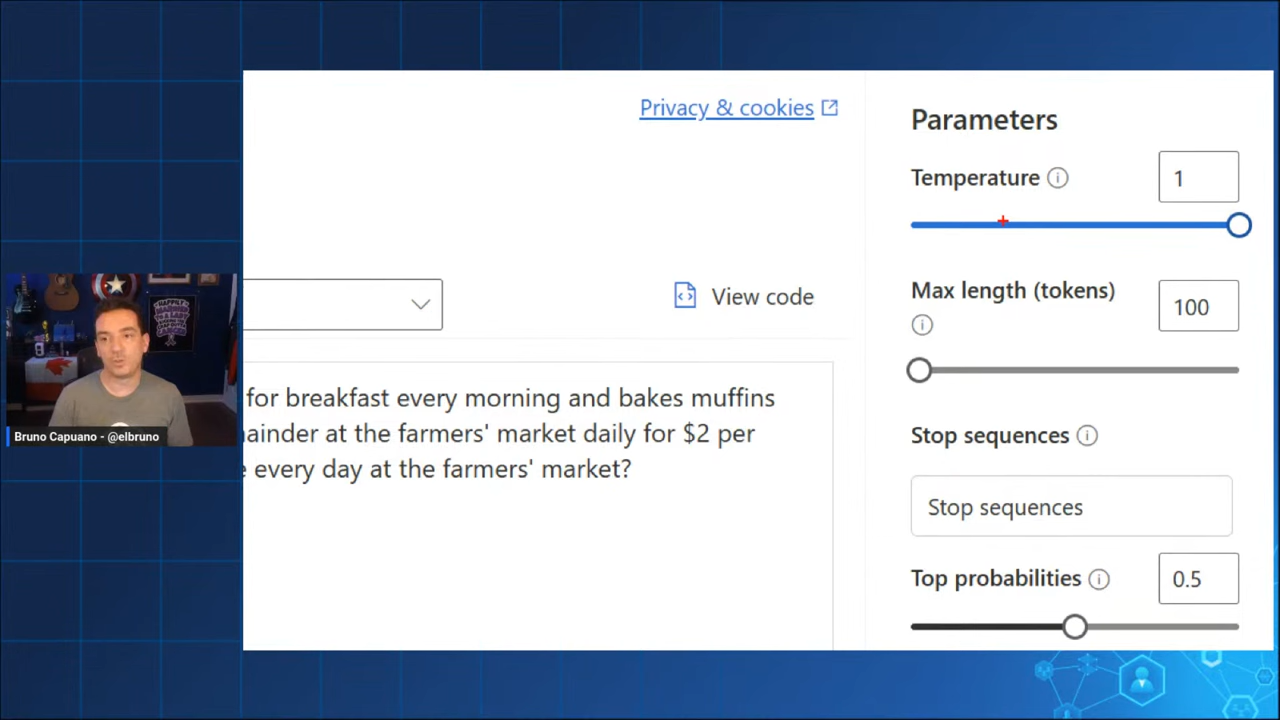 Privacy & cookies
View code
for breakfast every morning and bakes muffins
ainder at the farmers' market daily for $2 per
every day at the farmers' market?
Parameters
Temperature
1
Max length (tokens)
100
Stop sequences
Stop sequences
Top probabilities
0.5
Bruno Capuano - @elbruno